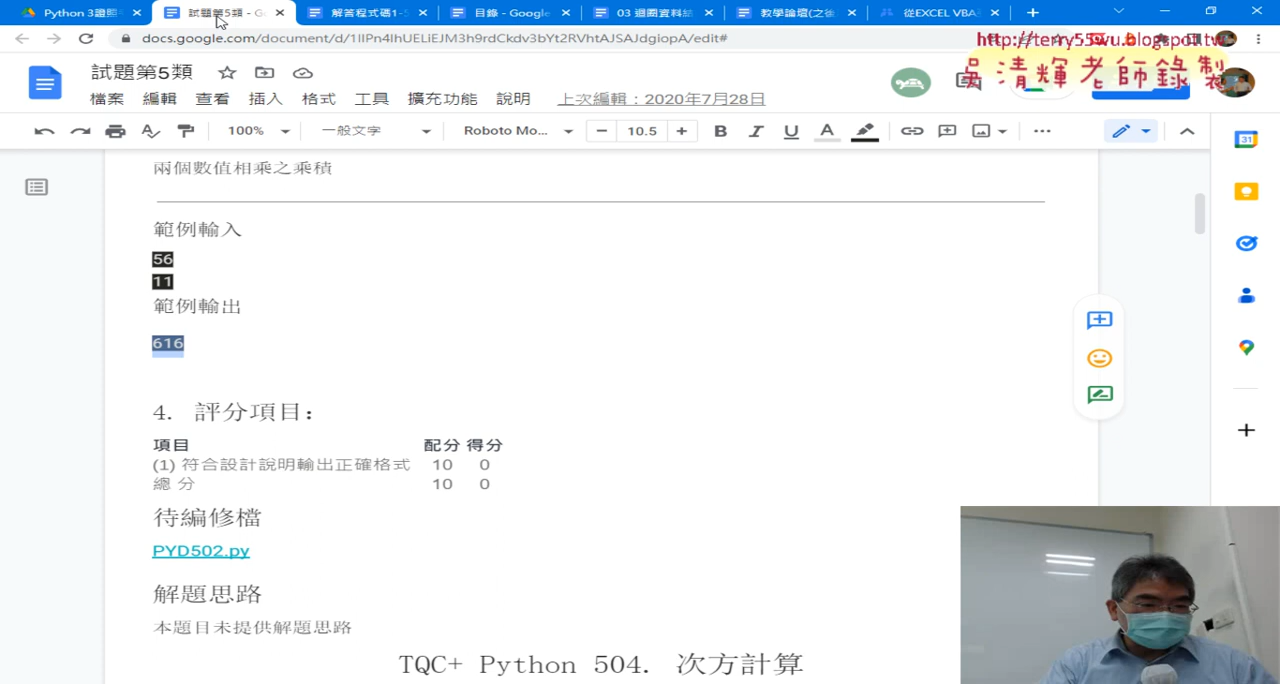 Python 3證照
試題第5類 - G
解答程式碼1-5
目錄 - Google
03 迴圈資料結
教學論壇(之後
從EXCEL VBA
docs.google.com/document/d/1IlPn4lhUELiEJM3h9rdCkdv3bYt2RVhtAJSAJdgiopA/edit#
http://terry55wu.blogspot.tw
吳清輝老師錄製
試題第5類
檔案 編輯 查看 插入 格式 工具 擴充功能 說明 上次編輯：2020年7月28日
100% 一般文字 Roboto Mo... − 10.5 + B I U A
兩個數值相乘之乘積
範例輸入
56
11
範例輸出
616
4. 評分項目：
項目 配分 得分
(1) 符合設計說明輸出正確格式 10 0
總 分 10 0
待編修檔
PYD502.py
解題思路
本題目未提供解題思路
TQC+ Python 504. 次方計算
31